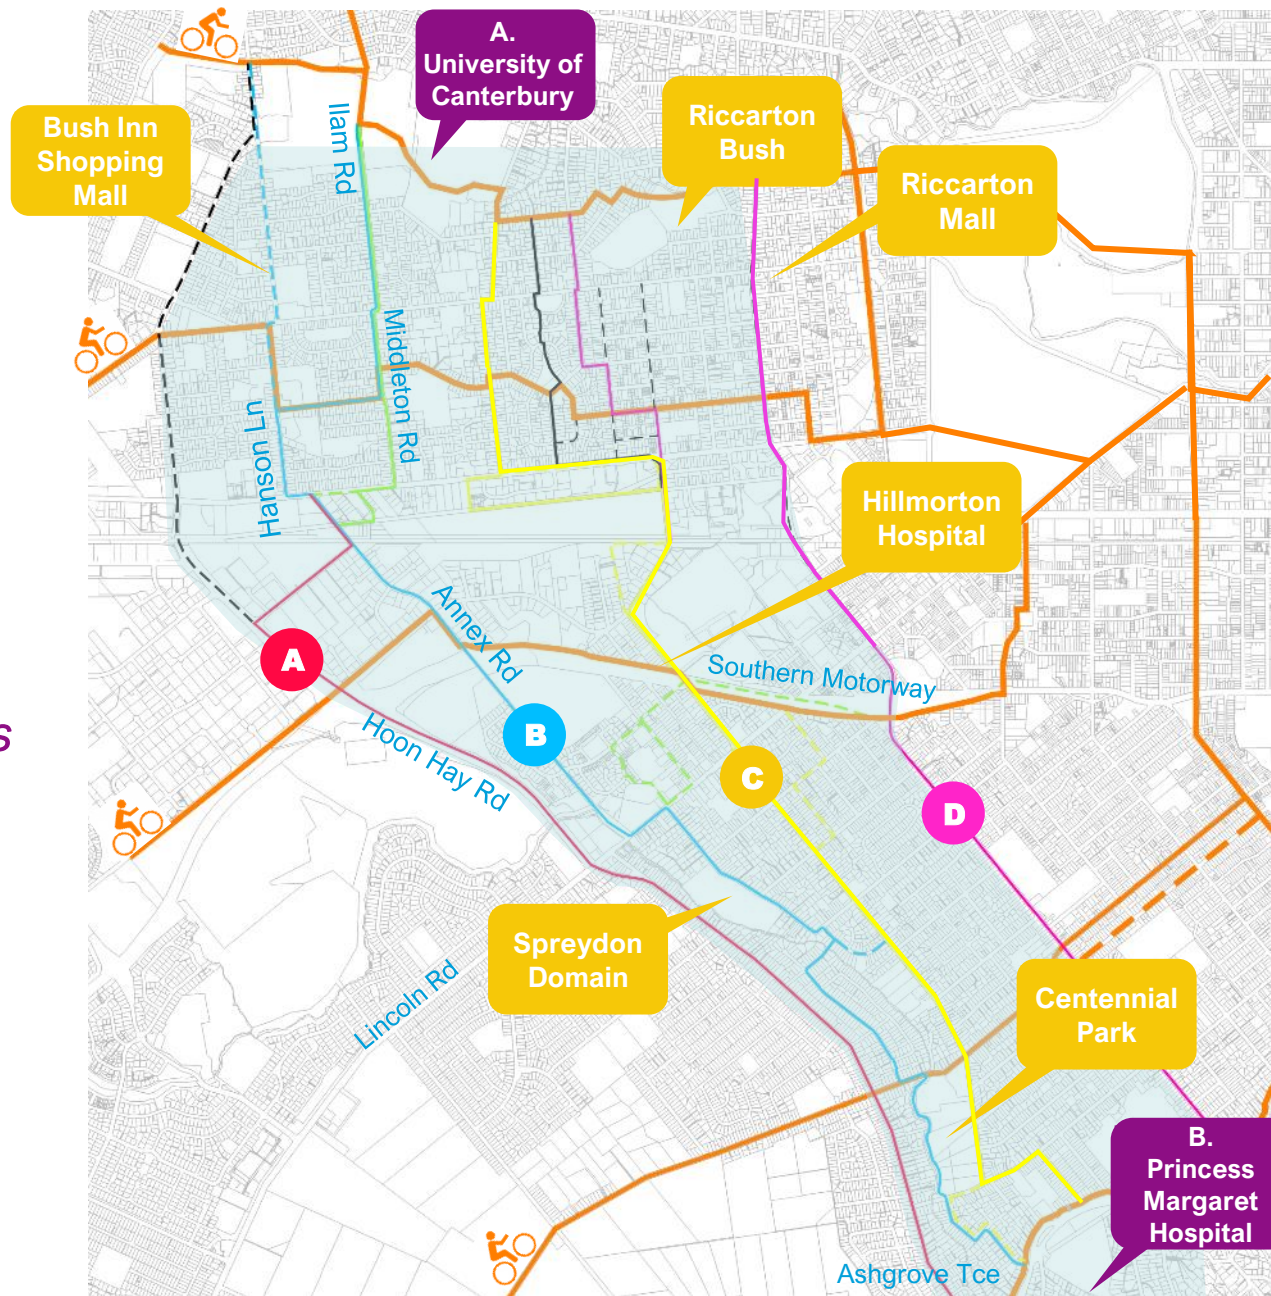 A.
University of
Canterbury
Bush Inn
Shopping
Mall
Ilam Rd
Riccarton
Bush
Riccarton
Mall
Middleton Rd
Hanson Ln
Hillmorton
Hospital
Annex Rd
A
Southern Motorway
s
B
Hoon Hay Rd
C
D
Spreydon
Domain
Lincoln Rd
Centennial
Park
B.
Princess
Margaret
Hospital
Ashgrove Tce